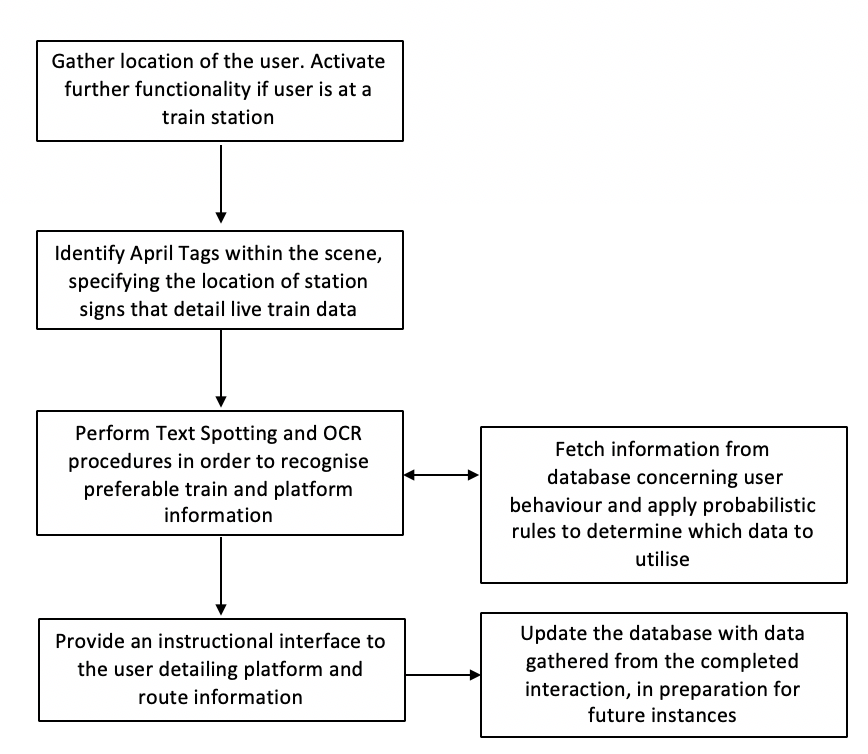 Gather location of the user. Activate
further functionality if user is at a
train station
Identify April Tags within the scene,
specifying the location of station
signs that detail live train data
Perform Text Spotting and OCR
procedures in order to recognise
preferable train and platform
information
Fetch information from
database concerning user
behaviour and apply probabilistic
rules to determine which data to
utilise
Provide an instructional interface to
the user detailing platform and
route information
Update the database with data
gathered from the completed
interaction, in preparation for
future instances